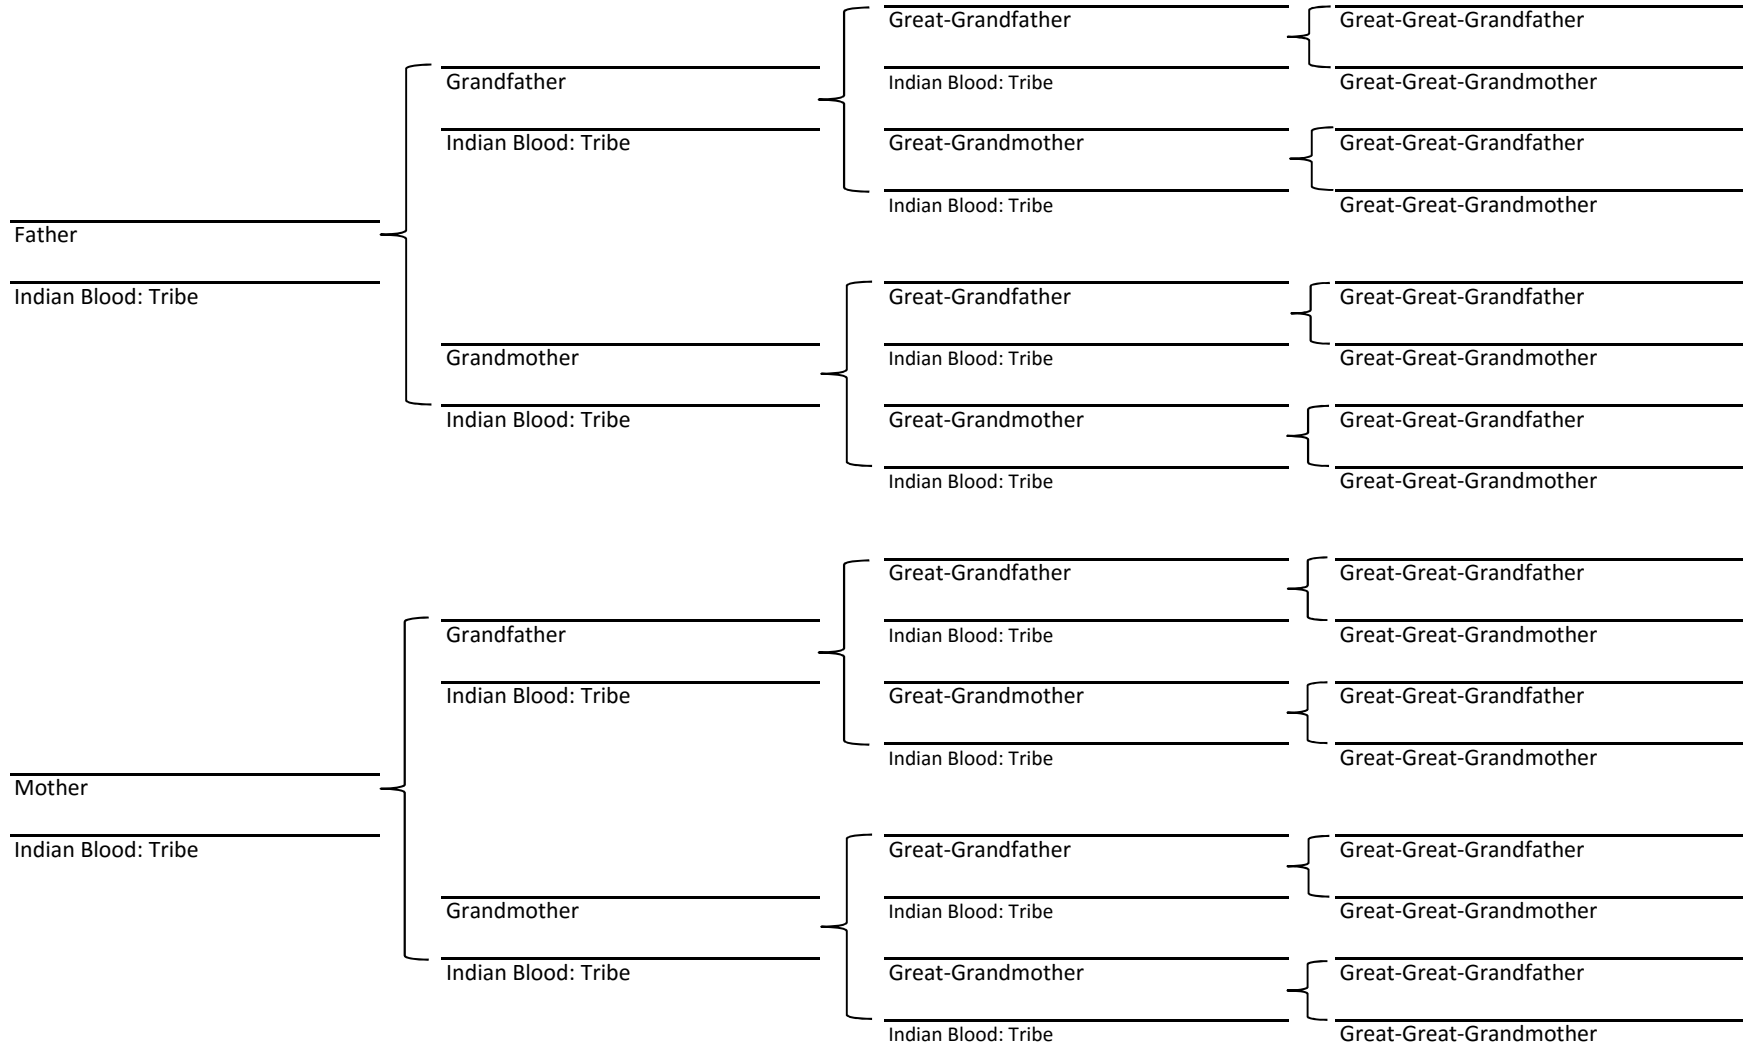 Great-Grandfather Great-Great-Grandfather
Grandfather Indian Blood: Tribe Great-Great-Grandmother
Indian Blood: Tribe Great-Grandmother Great-Great-Grandfather
Indian Blood: Tribe Great-Great-Grandmother
Father
Indian Blood: Tribe Great-Grandfather Great-Great-Grandfather
Grandmother Indian Blood: Tribe Great-Great-Grandmother
Indian Blood: Tribe Great-Grandmother Great-Great-Grandfather
Indian Blood: Tribe Great-Great-Grandmother
Great-Grandfather Great-Great-Grandfather
Grandfather Indian Blood: Tribe Great-Great-Grandmother
Indian Blood: Tribe Great-Grandmother Great-Great-Grandfather
Indian Blood: Tribe Great-Great-Grandmother
Mother
Indian Blood: Tribe Great-Grandfather Great-Great-Grandfather
Grandmother Indian Blood: Tribe Great-Great-Grandmother
Indian Blood: Tribe Great-Grandmother Great-Great-Grandfather
Indian Blood: Tribe Great-Great-Grandmother